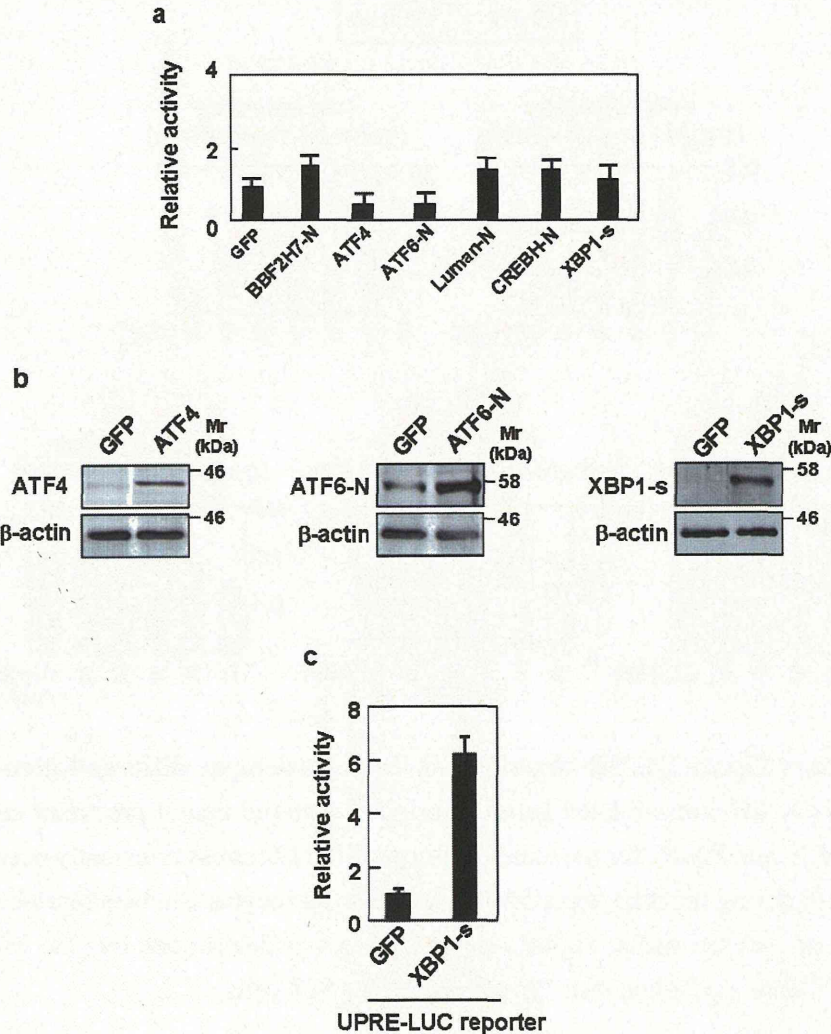 a
Relative activity
4
2
0
GFP
BBF2H7-N
ATF4
ATF6-N
Luman-N
CREBH-N
XBP1-s
b
GFP
ATF4
Mr
(kDa)
ATF4
46
β-actin
46
GFP
ATF6-N
Mr
(kDa)
ATF6-N
58
β-actin
46
GFP
XBP1-s
Mr
(kDa)
XBP1-s
58
β-actin
46
c
Relative activity
8
6
4
2
0
GFP
XBP1-s
UPRE-LUC reporter